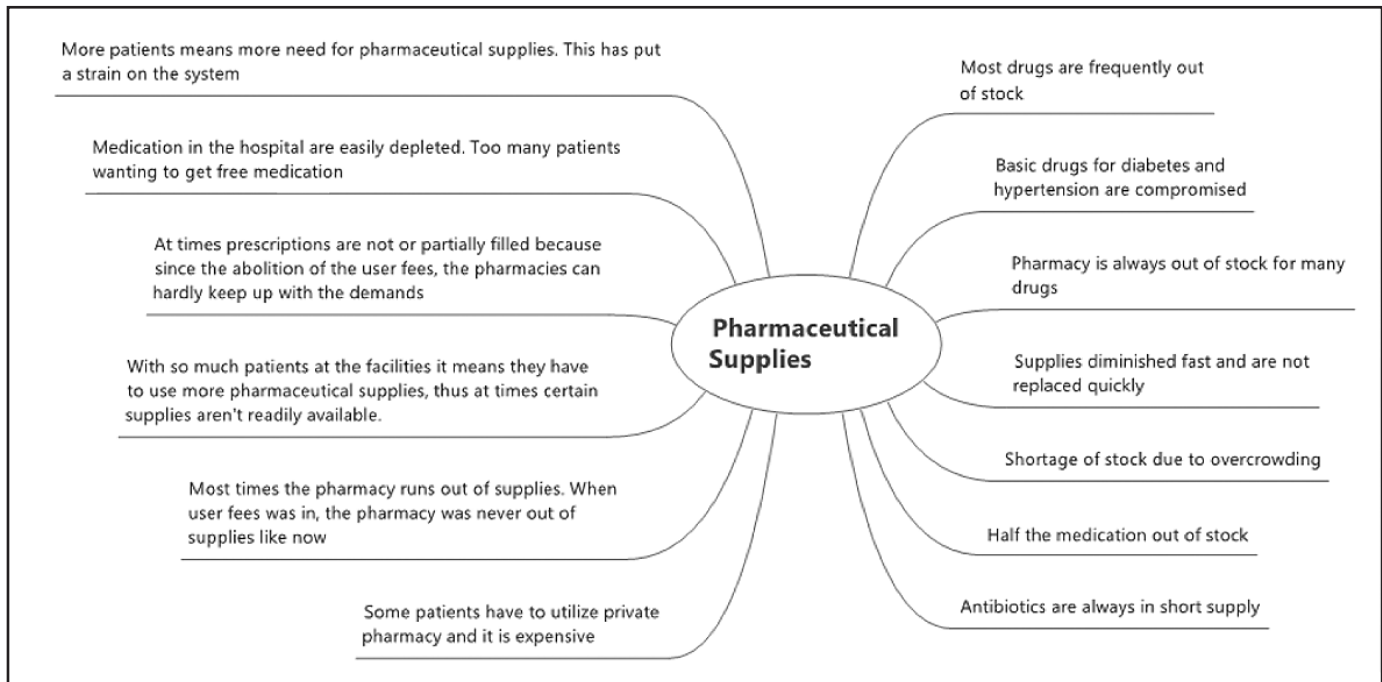 More patients means more need for pharmaceutical supplies. This has put
a strain on the system
Medication in the hospital are easily depleted. Too many patients
wanting to get free medication
At times prescriptions are not or partially filled because
since the abolition of the user fees, the pharmacies can
hardly keep up with the demands
With so much patients at the facilities it means they have
to use more pharmaceutical supplies, thus at times certain
supplies aren't readily available.
Most times the pharmacy runs out of supplies. When
user fees was in, the pharmacy was never out of
supplies like now
Some patients have to utilize private
pharmacy and it is expensive
Pharmaceutical
Supplies
Most drugs are frequently out
of stock
Basic drugs for diabetes and
hypertension are compromised
Pharmacy is always out of stock for many
drugs
Supplies diminished fast and are not
replaced quickly
Shortage of stock due to overcrowding
Half the medication out of stock
Antibiotics are always in short supply